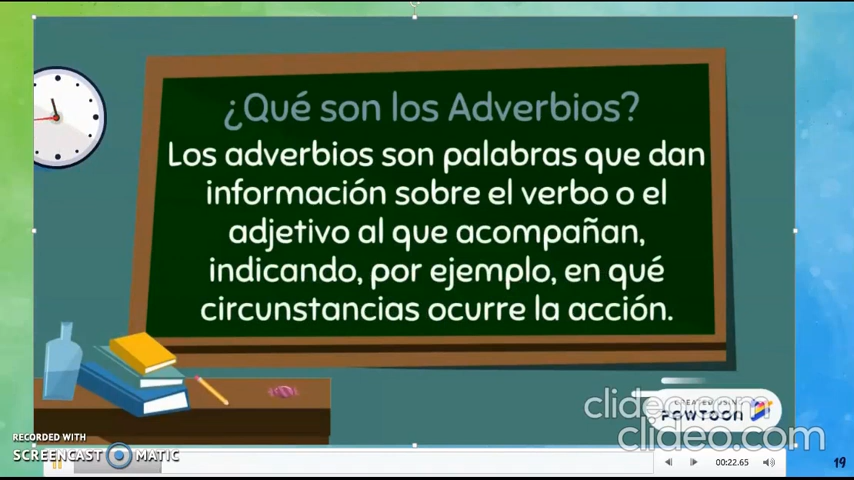 ¿Qué son los Adverbios?
Los adverbios son palabras que dan
información sobre el verbo o el
adjetivo al que acompañan,
indicando, por ejemplo, en qué
circunstancias ocurre la acción.
CREATED USING
POWTOON
clideo.com
clideo.com
RECORDED WITH
SCREENCAST MATIC
00:22.65
19